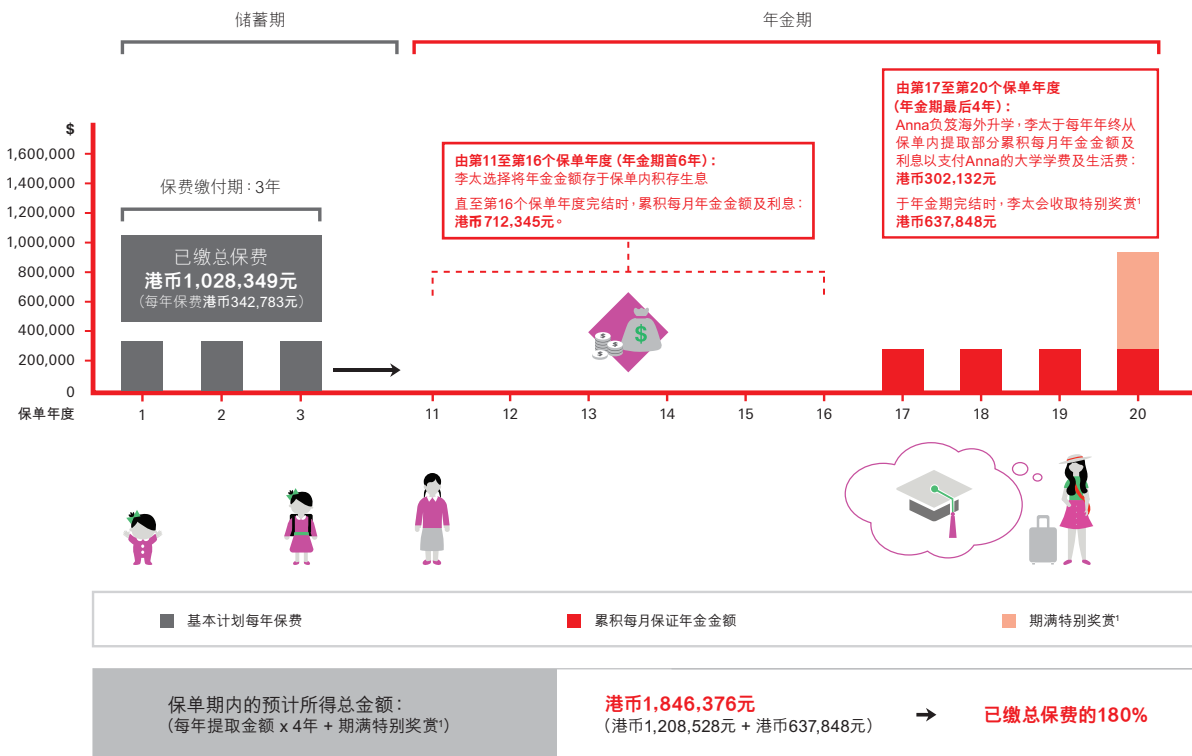 储蓄期
年金期
$
1,600,000
1,400,000
1,200,000
1,000,000
800,000
600,000
400,000
200,000
0
保费缴付期：3年
已缴总保费
港币1,028,349元
（每年保费港币342,783元）
由第11至第16个保单年度（年金期首6年）：
李太选择将年金金额存于保单内积存生息
直至第16个保单年度完结时，累积每月年金金额及利息：
港币712,345元。
由第17至第20个保单年度
（年金期最后4年）：
Anna负笈海外升学，李太于每年年终从
保单内提取部分累积每月年金金额及
利息以支付Anna的大学学费及生活费：
港币302,132元
于年金期完结时，李太会收取特别奖赏¹
港币637,848元
$
保单年度 1 2 3 11 12 13 14 15 16 17 18 19 20
基本计划每年保费
累积每月保证年金金额
期满特别奖赏¹
保单期内的预计所得总金额：
（每年提取金额 x 4年 + 期满特别奖赏¹）
港币1,846,376元
（港币1,208,528元 + 港币637,848元）
已缴总保费的180%